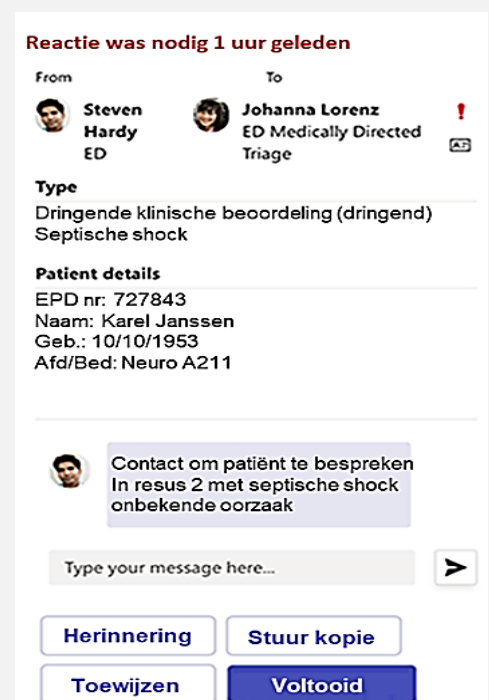 Reactie was nodig 1 uur geleden
From To
Steven Hardy
ED
Johanna Lorenz
ED Medically Directed
Triage
Type
Dringende klinische beoordeling (dringend)
Septische shock
Patient details
EPD nr: 727843
Naam: Karel Janssen
Geb.: 10/10/1953
Afd/Bed: Neuro A211
Contact om patiënt te bespreken
In resus 2 met septische shock
onbekende oorzaak
Type your message here...
Herinnering Stuur kopie
Toewijzen Voltooid